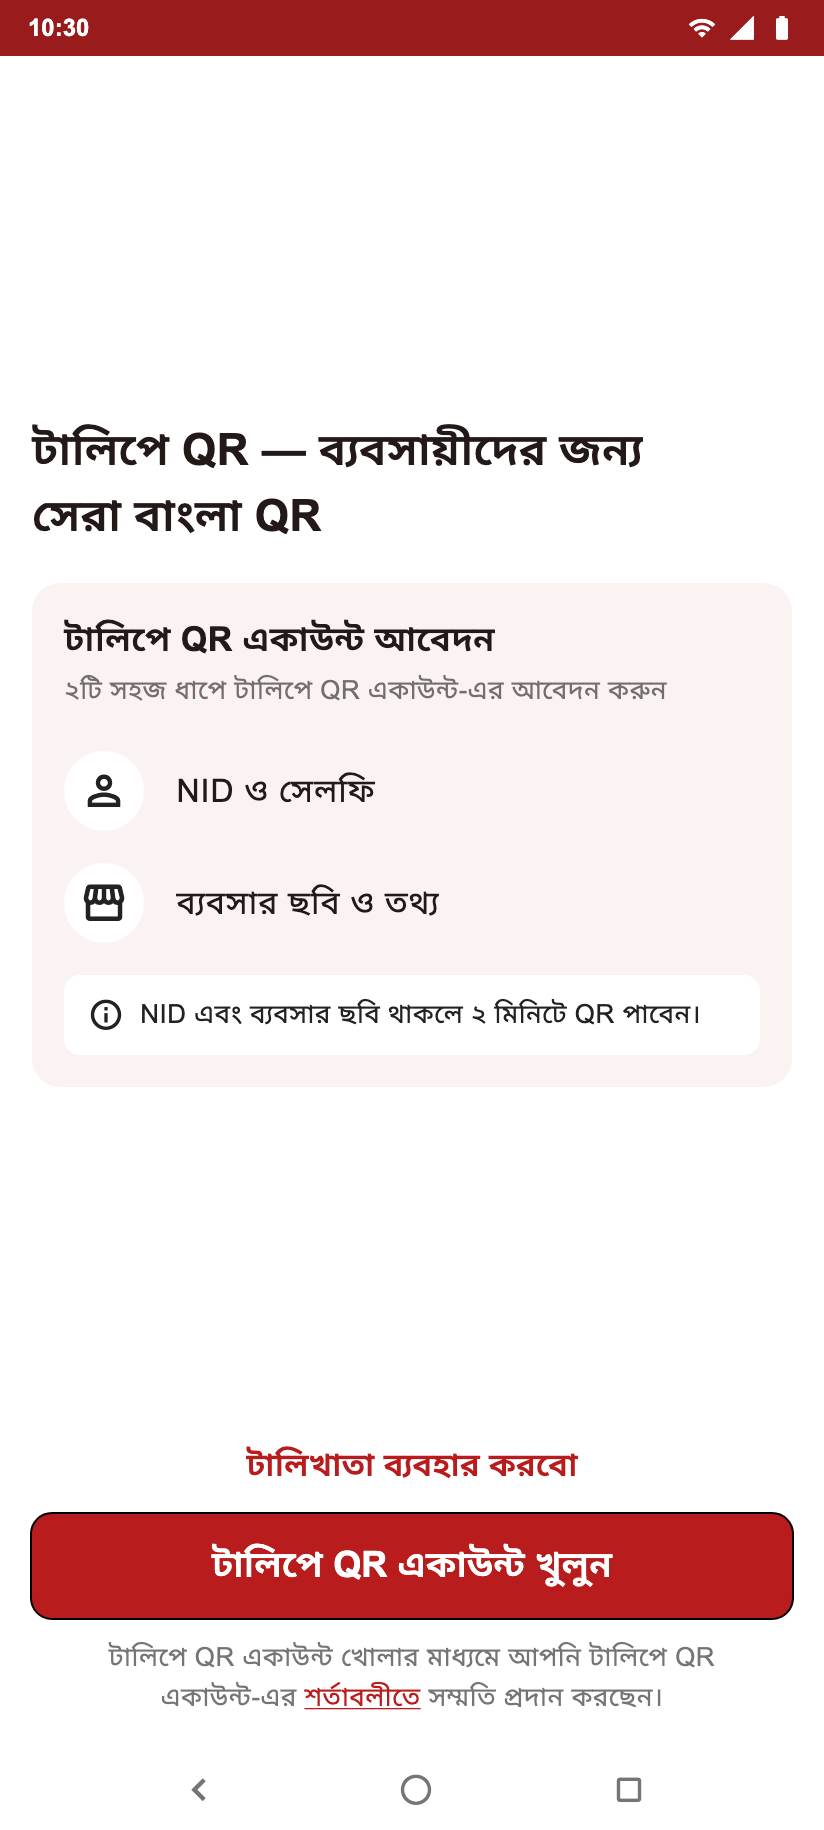 10:30
টালিপে QR — ব্যবসায়ীদের জন্য
সেরা বাংলা QR
টালিপে QR একাউন্ট আবেদন
২টি সহজ ধাপে টালিপে QR একাউন্ট-এর আবেদন করুন
NID ও সেলফি
ব্যবসার ছবি ও তথ্য
NID এবং ব্যবসার ছবি থাকলে ২ মিনিটে QR পাবেন।
টালিখাতা ব্যবহার করবো
টালিপে QR একাউন্ট খুলুন
টালিপে QR একাউন্ট খোলার মাধ্যমে আপনি টালিপে QR
একাউন্ট-এর শর্তাবলীতে সম্মতি প্রদান করছেন।